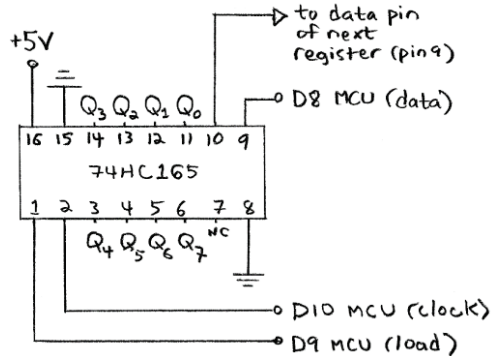 to data pin
of next
register (pin 9)
+5V
D8 MCU (data)
Q3 Q2 Q1 Q0
16 15 14 13 12 11 10 9
74HC165
1 2 3 4 5 6 7 8
Q4 Q5 Q6 Q7 NC
D10 MCU (clock)
D9 MCU (load)